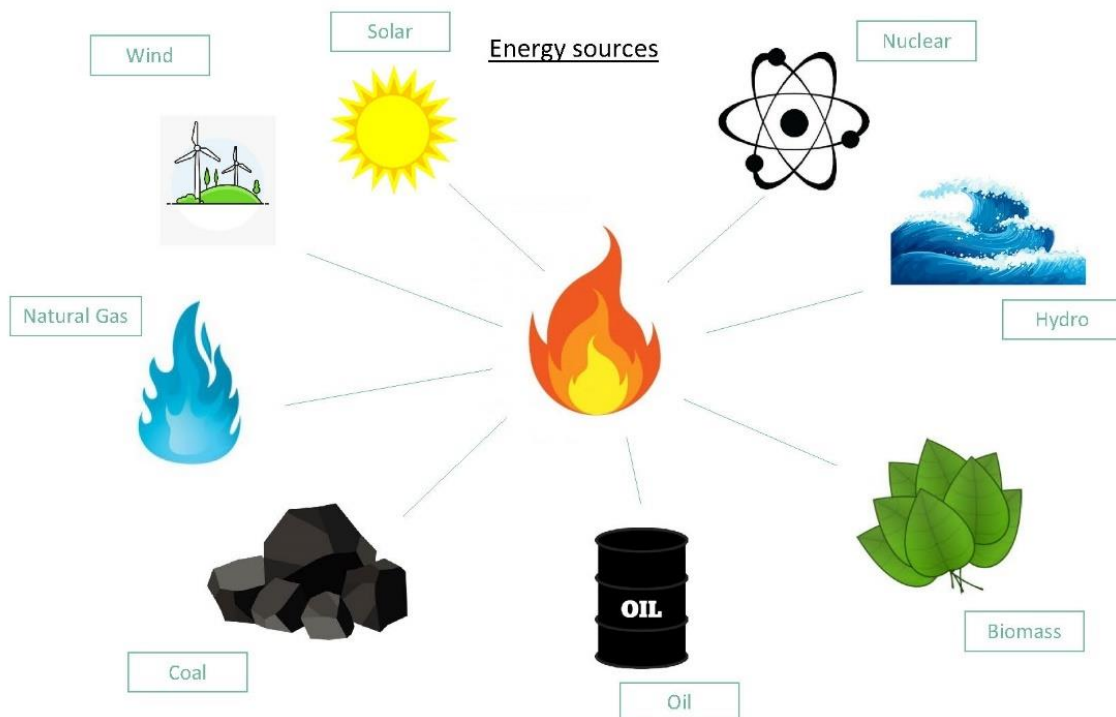 Solar
Energy sources
Nuclear
Wind
Natural Gas
Hydro
OIL
Biomass
Coal
Oil